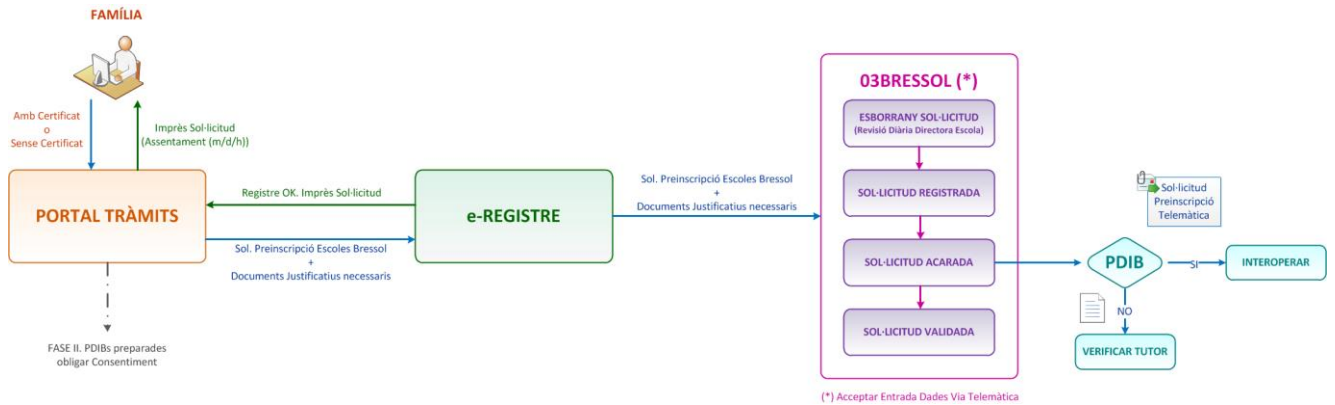 FAMÍLIA
Amb Certificat
o
Sense Certificat
Imprès Sol·licitud
(Assentament (m/d/h))
PORTAL TRÀMITS
Registre OK. Imprès Sol·licitud
Sol. Preinscripció Escoles Bressol
+
Documents Justificatius necessaris
FASE II. PDIBs preparades
obligar Consentiment
e-REGISTRE
Sol. Preinscripció Escoles Bressol
+
Documents Justificatius necessaris
03BRESSOL (*)
ESBORRANY SOL·LICITUD
(Revisió Diària Directora Escola)
SOL·LICITUD REGISTRADA
SOL·LICITUD ACARADA
SOL·LICITUD VALIDADA
(*) Acceptar Entrada Dades Via Telemàtica
Sol·licitud
Preinscripció
Telemàtica
PDIB
SI
INTEROPERAR
NO
VERIFICAR TUTOR